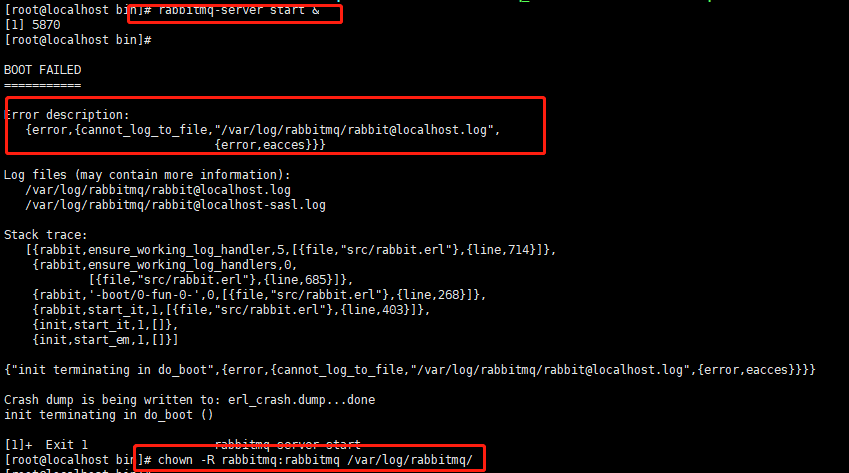 [root@localhost bin]# rabbitmq-server start &
[1] 5870
[root@localhost bin]#
BOOT FAILED
===========
Error description:
{error,{cannot_log_to_file,"/var/log/rabbitmq/rabbit@localhost.log",
{error,eacces}}}
Log files (may contain more information):
/var/log/rabbitmq/rabbit@localhost.log
/var/log/rabbitmq/rabbit@localhost-sasl.log
Stack trace:
[{rabbit,ensure_working_log_handler,5,[{file,"src/rabbit.erl"},{line,714}]},
{rabbit,ensure_working_log_handlers,0,
[{file,"src/rabbit.erl"},{line,685}]},
{rabbit,'-boot/0-fun-0-',0,[{file,"src/rabbit.erl"},{line,268}]},
{rabbit,start_it,1,[{file,"src/rabbit.erl"},{line,403}]},
{init,start_it,1,[]},
{init,start_em,1,[]}]
{"init terminating in do_boot",{error,{cannot_log_to_file,"/var/log/rabbitmq/rabbit@localhost.log",{error,eacces}}}}
Crash dump is being written to: erl_crash.dump...done
init terminating in do_boot ()
[1]+ Exit 1 rabbitmq-server start
[root@localhost bin]# chown -R rabbitmq:rabbitmq /var/log/rabbitmq/
[root@localhost bin]#